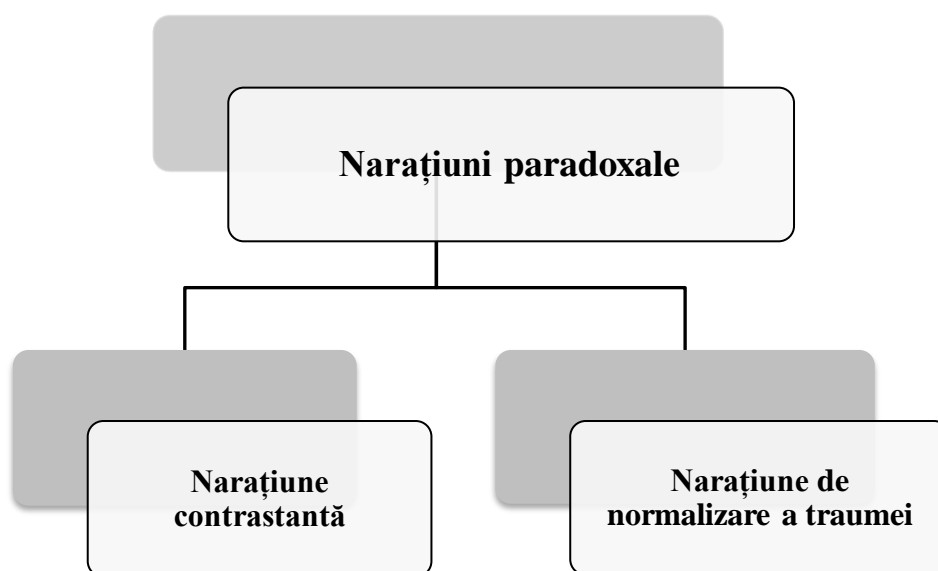 Narațiuni paradoxale
Narațiune
contrastantă
Narațiune de
normalizare a traumei